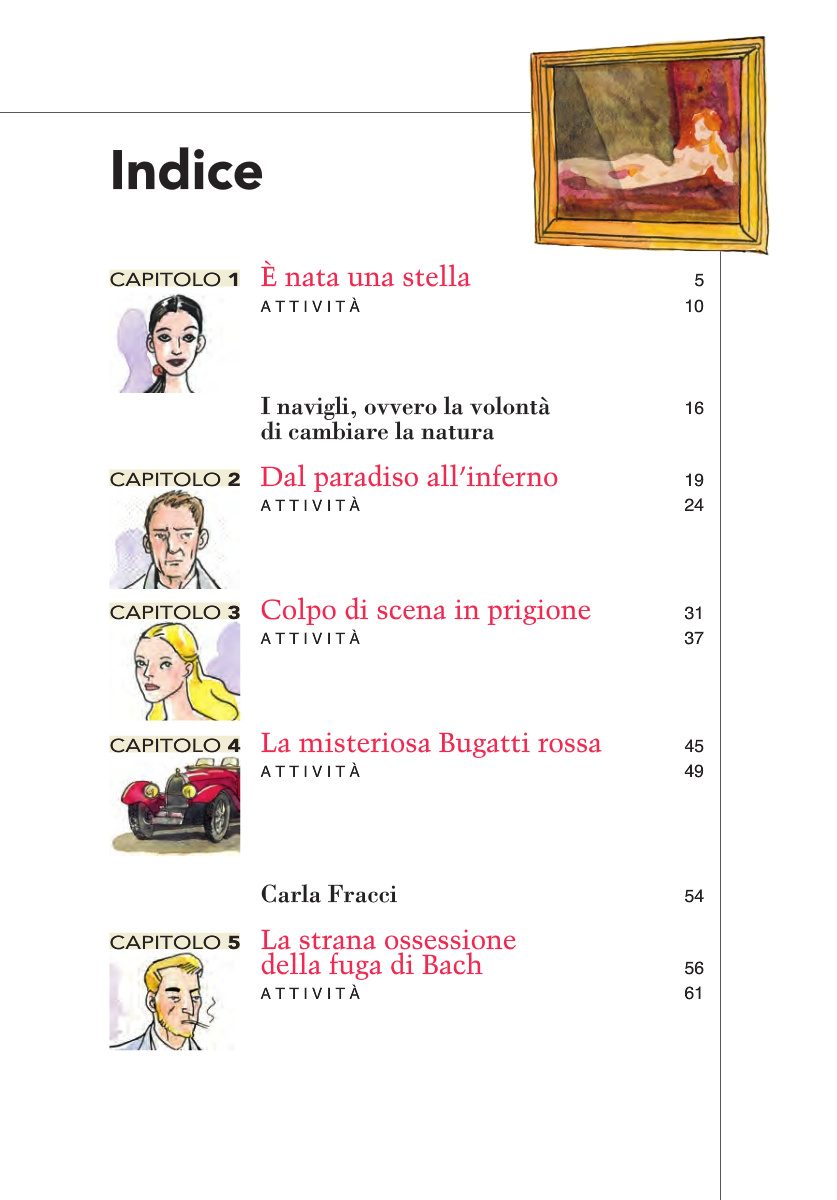 Indice
CAPITOLO 1 È nata una stella 5
ATTIVITÀ 10
I navigli, ovvero la volontà 16
di cambiare la natura
CAPITOLO 2 Dal paradiso all'inferno 19
ATTIVITÀ 24
CAPITOLO 3 Colpo di scena in prigione 31
ATTIVITÀ 37
CAPITOLO 4 La misteriosa Bugatti rossa 45
ATTIVITÀ 49
Carla Fracci 54
CAPITOLO 5 La strana ossessione
della fuga di Bach 56
ATTIVITÀ 61